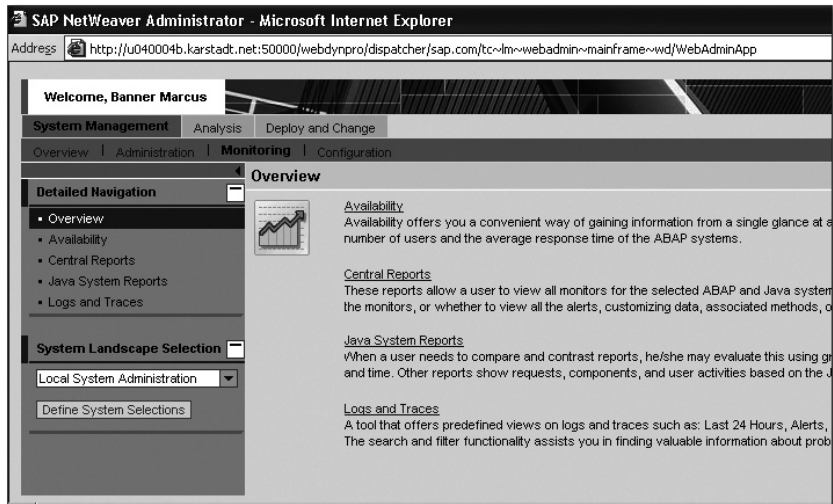 SAP NetWeaver Administrator - Microsoft Internet Explorer
Address http://u040004b.karstadt.net:50000/webdynpro/dispatcher/sap.com/tc~lm~webadmin~mainframe~wd/WebAdminApp
Welcome, Banner Marcus
System Management Analysis Deploy and Change
Overview | Administration | Monitoring | Configuration
Detailed Navigation
Overview
Availability
Central Reports
Java System Reports
Logs and Traces
System Landscape Selection
Local System Administration
Define System Selections
Overview
Availability
Availability offers you a convenient way of gaining information from a single glance at a
number of users and the average response time of the ABAP systems.
Central Reports
These reports allow a user to view all monitors for the selected ABAP and Java system
the monitors, or whether to view all the alerts, customizing data, associated methods, o
Java System Reports
When a user needs to compare and contrast reports, he/she may evaluate this using gr
and time. Other reports show requests, components, and user activities based on the J
Logs and Traces
A tool that offers predefined views on logs and traces such as: Last 24 Hours, Alerts,
The search and filter functionality assists you in finding valuable information about prob